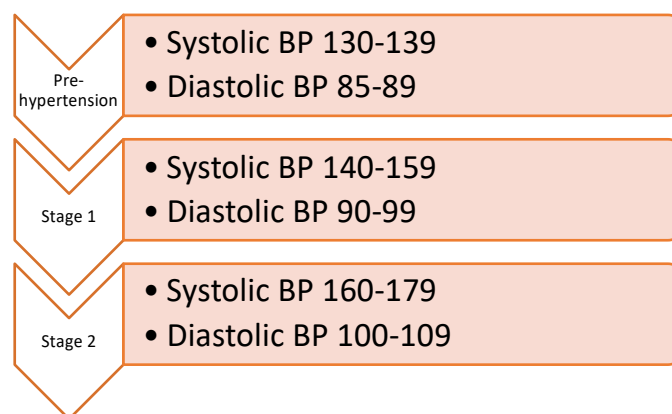 Pre-
hypertension
• Systolic BP 130-139
• Diastolic BP 85-89
Stage 1
• Systolic BP 140-159
• Diastolic BP 90-99
Stage 2
• Systolic BP 160-179
• Diastolic BP 100-109